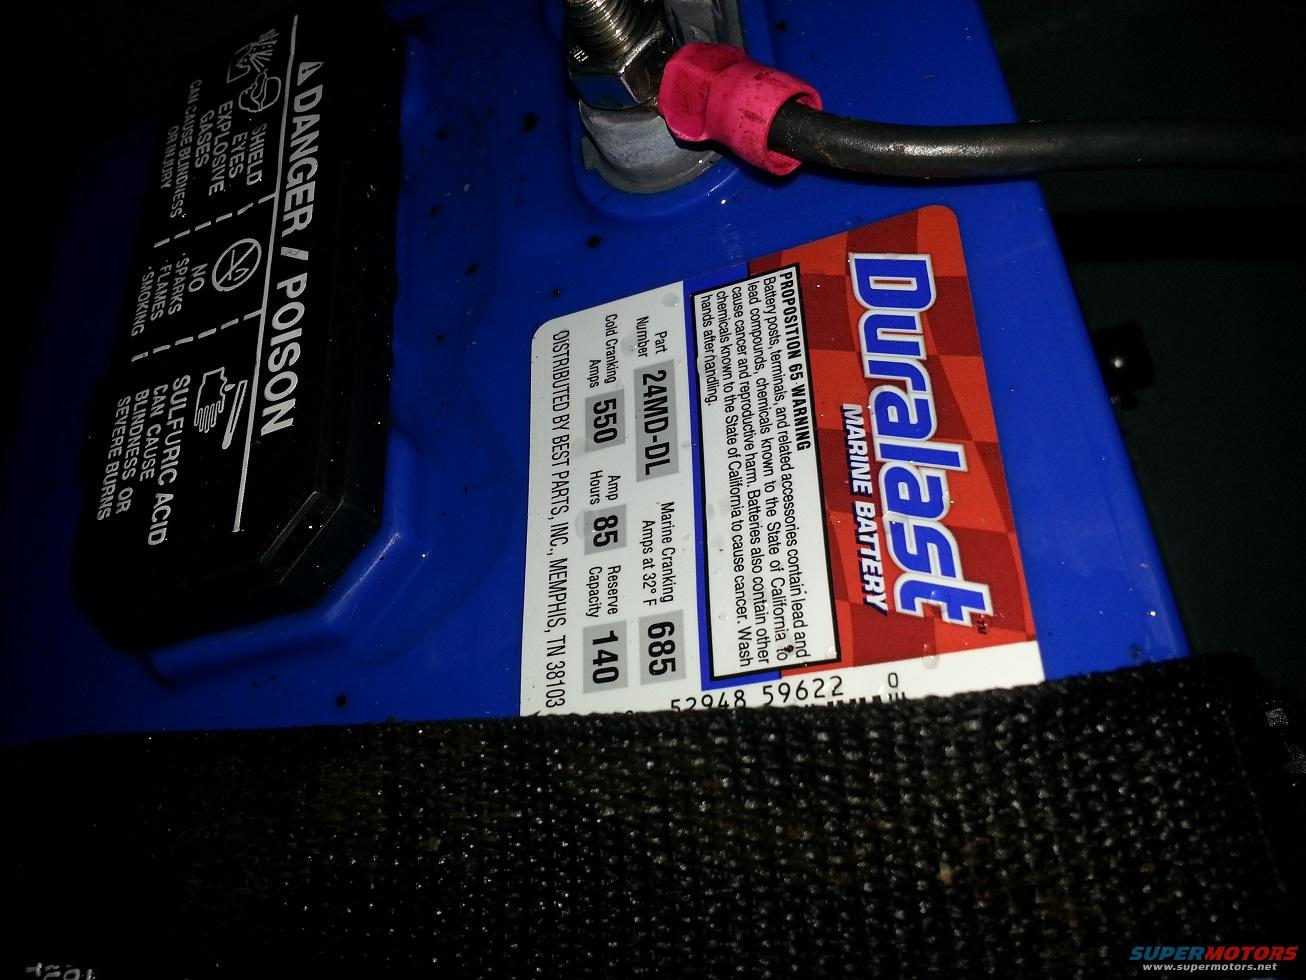 ⚠ DANGER / POISON
SHIELD
EYES
EXPLOSIVE
GASES
CAN CAUSE BLINDNESS
OR INJURY
NO
·SPARKS
·FLAMES
·SMOKING
SULFURIC ACID
CAN CAUSE
BLINDNESS OR
SEVERE BURNS
Duralast™
MARINE BATTERY
PROPOSITION 65 WARNING
Battery posts, terminals, and related accessories contain lead and
lead compounds, chemicals known to the State of California to
cause cancer and reproductive harm. Batteries also contain other
chemicals known to the State of California to cause cancer. Wash
hands after handling.
Part Number 24MD-DL Marine Cranking Amps at 32° F 685
Cold Cranking Amps 550 Amp Hours 85 Reserve Capacity 140
DISTRIBUTED BY BEST PARTS, INC., MEMPHIS, TN 38103
52948 59622 0
SUPERMOTORS
www.supermotors.net